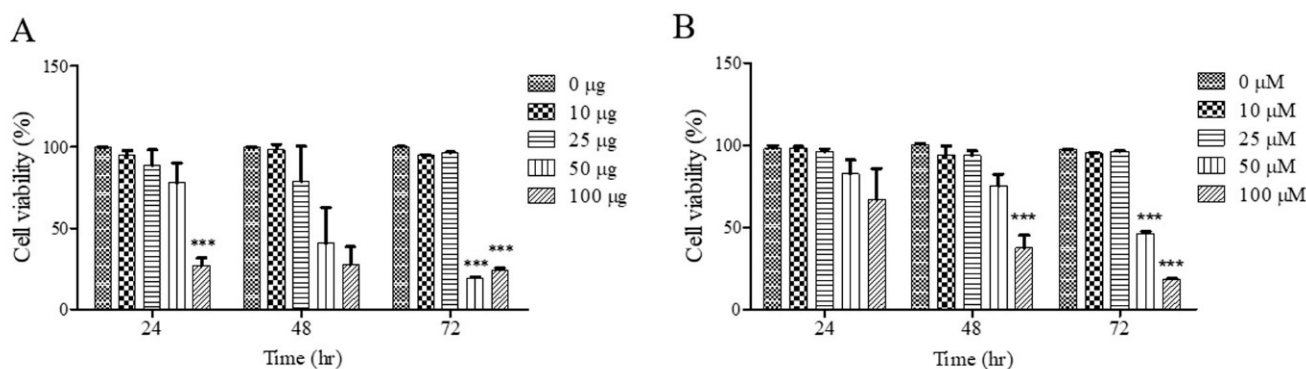 A
Cell viability (%)
150
100
50
0
***
***
***
24
48
72
Time (hr)
0 μg
10 μg
25 μg
50 μg
100 μg
B
Cell viability (%)
150
100
50
0
***
***
***
24
48
72
Time (hr)
0 μM
10 μM
25 μM
50 μM
100 μM